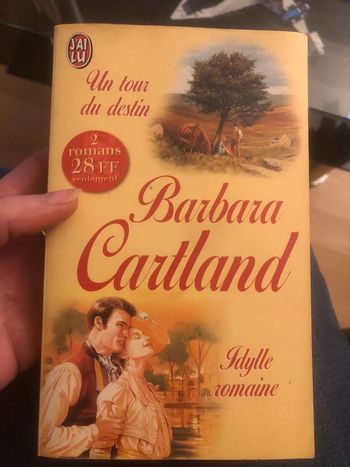 J'AI
LU
Un tour
du destin
2
romans
28 FF
seulement
Barbara
Cartland
Idylle
romaine